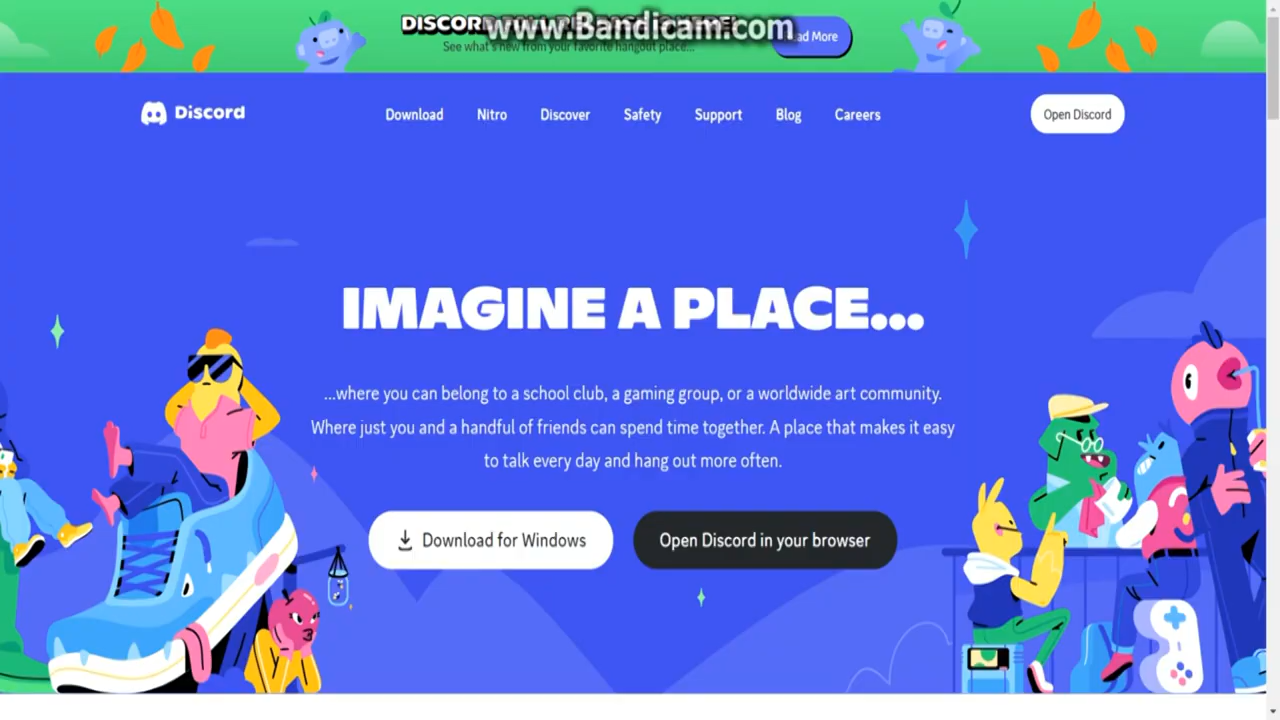 DISCORD
www.Bandicam.com
Read More
See what's new from your favorite hangout place...
Discord
Download
Nitro
Discover
Safety
Support
Blog
Careers
Open Discord
IMAGINE A PLACE...
...where you can belong to a school club, a gaming group, or a worldwide art community.
Where just you and a handful of friends can spend time together. A place that makes it easy
to talk every day and hang out more often.
Download for Windows
Open Discord in your browser